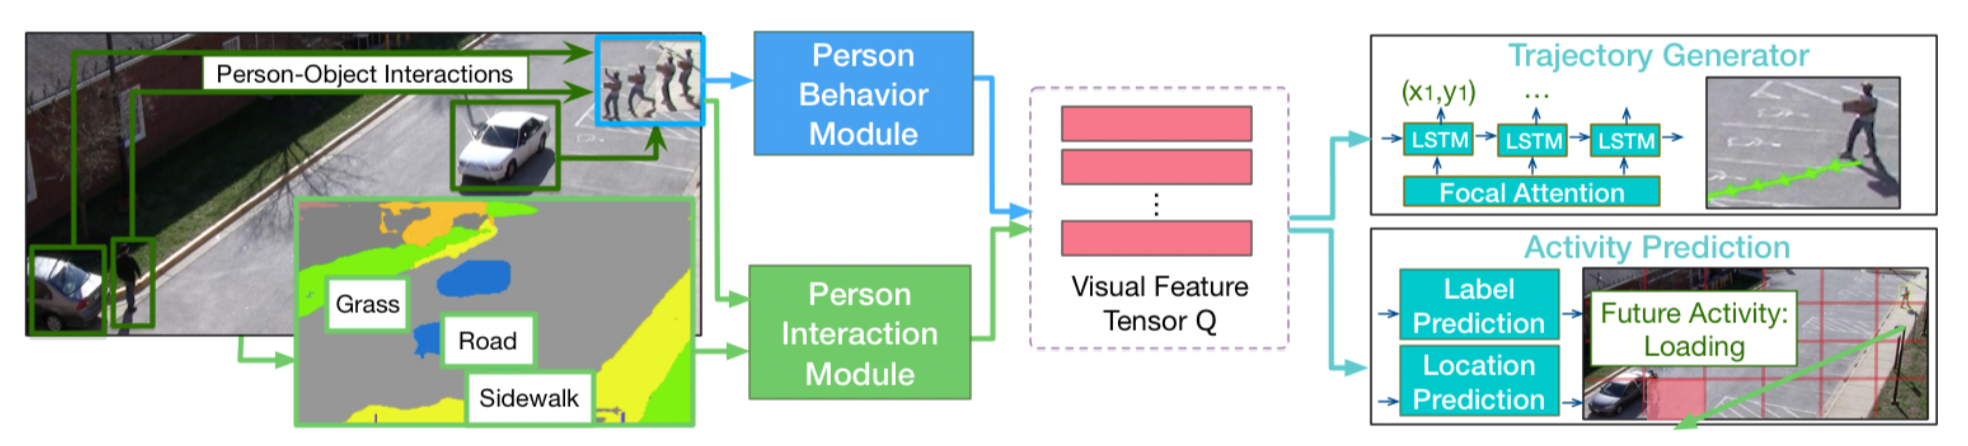 Person-Object Interactions
Grass
Road
Sidewalk
Person
Behavior
Module
Person
Interaction
Module
Visual Feature
Tensor Q
Trajectory Generator
(x1,y1)
...
LSTM
LSTM
LSTM
Focal Attention
Activity Prediction
Label
Prediction
Location
Prediction
Future Activity:
Loading